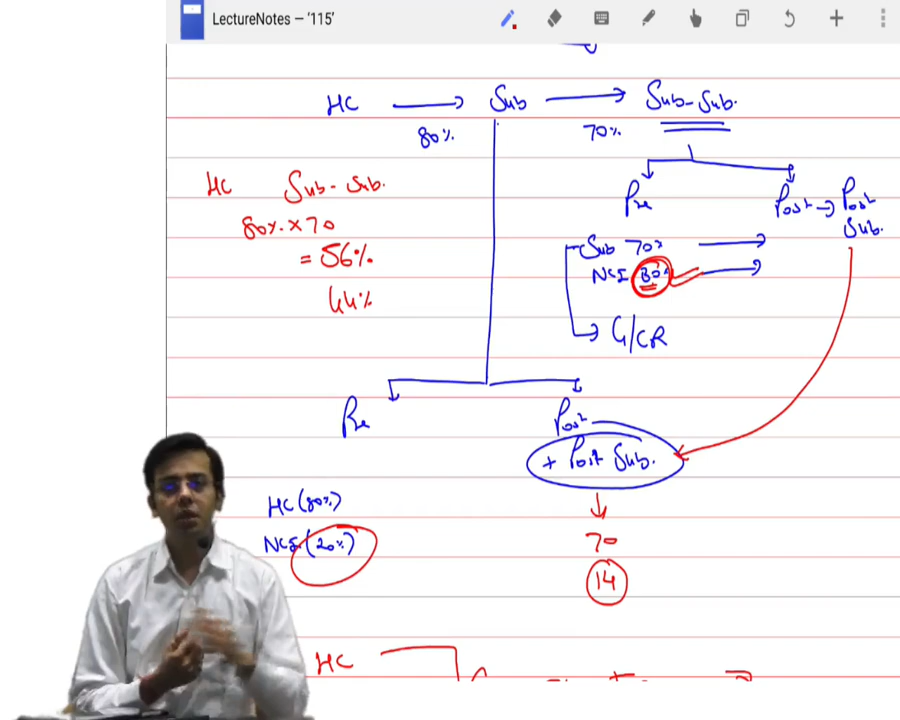 LectureNotes – '115'
HC → Sub → Sub-Sub.
80% 70%
HC Sub-Sub.
80% × 70
= 56%
44%
Pre Post → Post Sub.
Sub 70%
NCI 30%
G/CR
Pre Post
+ Post Sub.
HC (80%)
NCI (20%)
70
14
HC